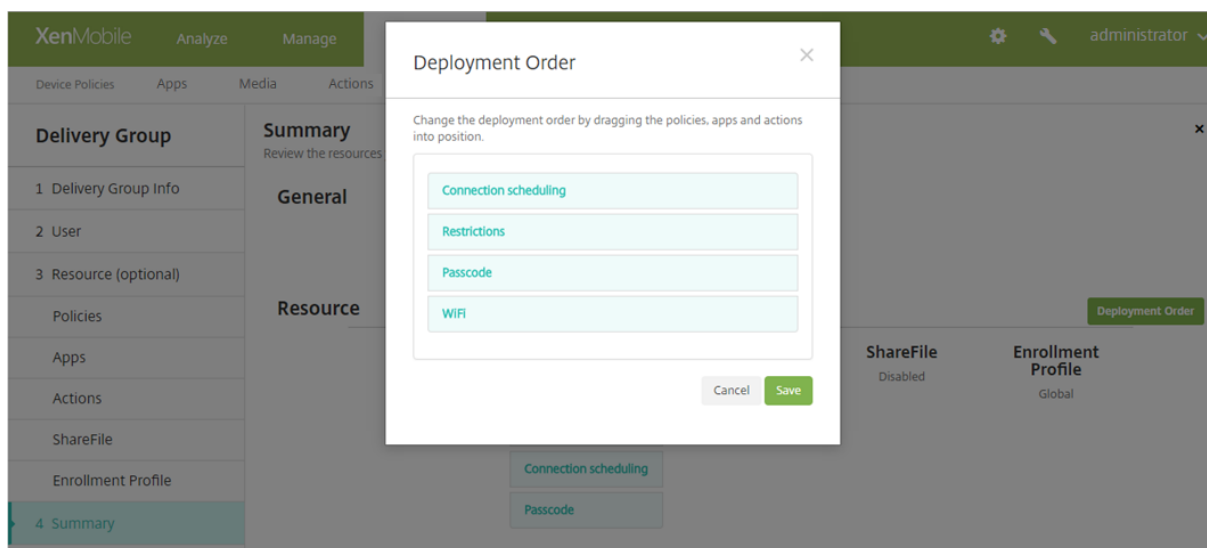 XenMobile Analyze Manage administrator
Device Policies Apps Media Actions
Delivery Group
1 Delivery Group Info
2 User
3 Resource (optional)
Policies
Apps
Actions
ShareFile
Enrollment Profile
4 Summary
Summary
Review the resources
General
Resource
Deployment Order
ShareFile
Disabled
Enrollment
Profile
Global
Connection scheduling
Passcode
Deployment Order
Change the deployment order by dragging the policies, apps and actions
into position.
Connection scheduling
Restrictions
Passcode
WiFi
Cancel Save